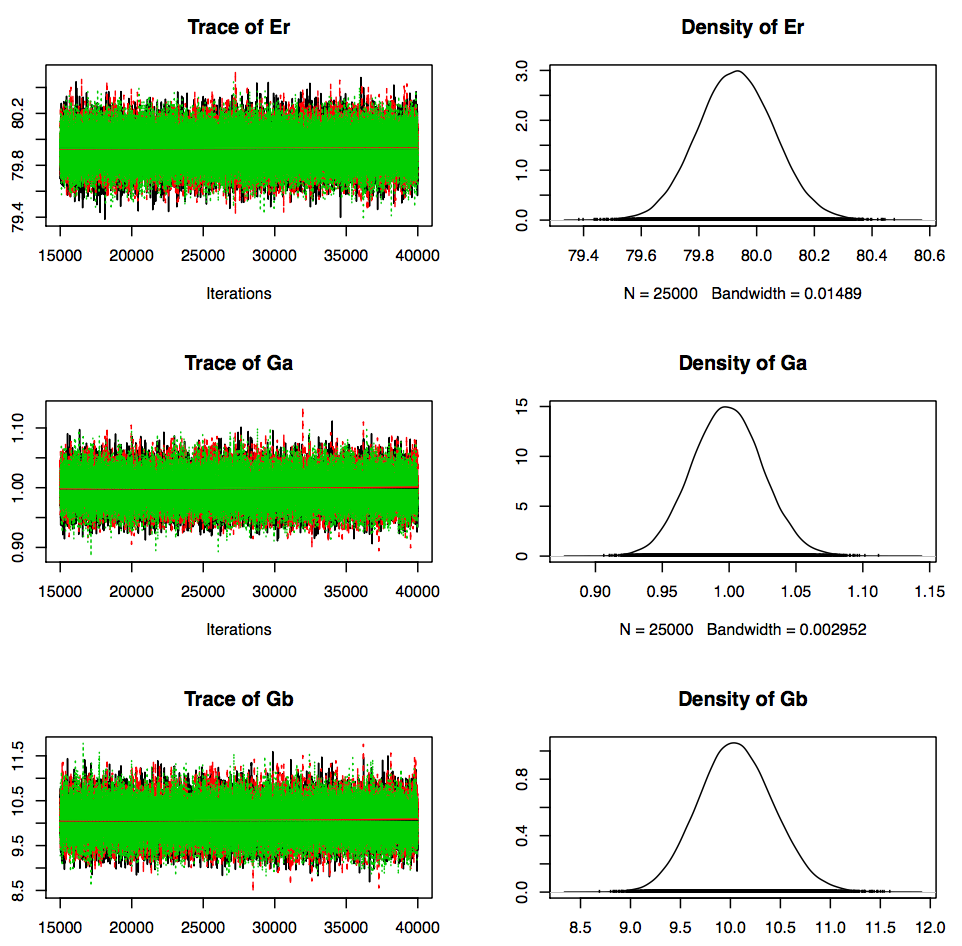 Trace of Er
79.4 79.8 80.2
15000 20000 25000 30000 35000 40000
Iterations
Density of Er
0.0 1.0 2.0 3.0
79.4 79.6 79.8 80.0 80.2 80.4 80.6
N = 25000 Bandwidth = 0.01489
Trace of Ga
0.90 1.00 1.10
15000 20000 25000 30000 35000 40000
Iterations
Density of Ga
0 5 10 15
0.90 0.95 1.00 1.05 1.10 1.15
N = 25000 Bandwidth = 0.002952
Trace of Gb
8.5 9.5 10.5 11.5
15000 20000 25000 30000 35000 40000
Density of Gb
0.0 0.4 0.8
8.5 9.0 9.5 10.0 10.5 11.0 11.5 12.0